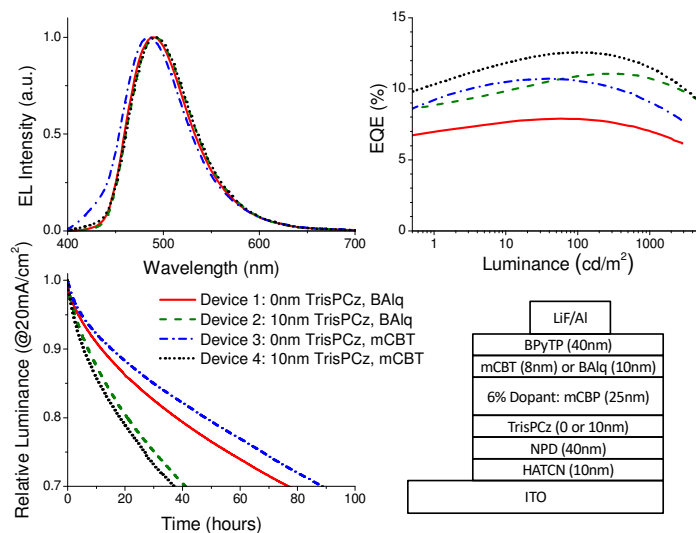 EL Intensity (a.u.)
1.0
0.5
0.0
400
500
600
700
Wavelength (nm)
EQE (%)
15
10
5
0
1
10
100
1000
Luminance (cd/m²)
Relative Luminance (@20mA/cm²)
1.0
0.9
0.8
0.7
0
20
40
60
80
100
Time (hours)
Device 1: 0nm TrisPCz, BAlq
Device 2: 10nm TrisPCz, BAlq
Device 3: 0nm TrisPCz, mCBT
Device 4: 10nm TrisPCz, mCBT
LiF/Al
BPyTP (40nm)
mCBT (8nm) or BAlq (10nm)
6% Dopant: mCBP (25nm)
TrisPCz (0 or 10nm)
NPD (40nm)
HATCN (10nm)
ITO